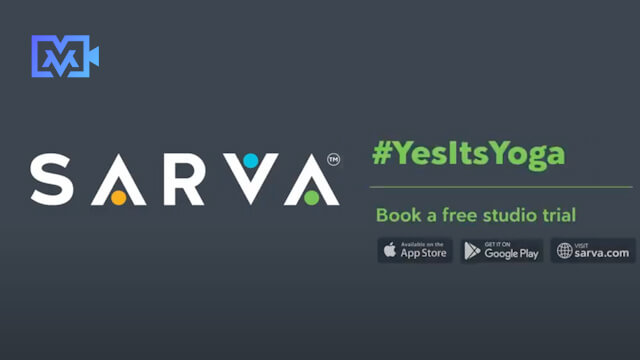 SARVA™
#YesItsYoga
Book a free studio trial
Available on the
App Store
GET IT ON
Google Play
VISIT
sarva.com